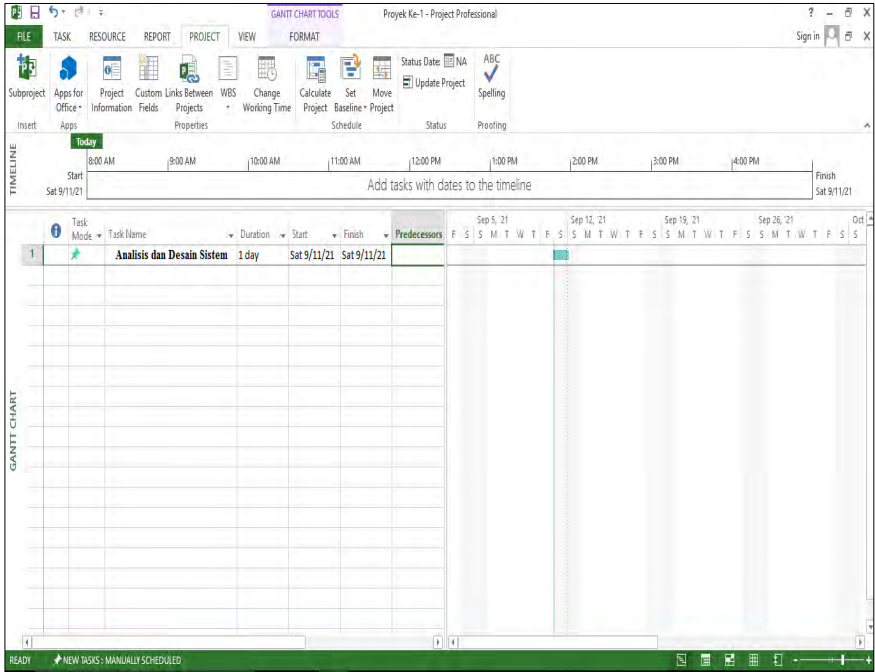 GANTT CHART TOOLS
Proyek Ke-1 - Project Professional
FILE TASK RESOURCE REPORT PROJECT VIEW FORMAT
Sign in
Subproject
Apps for Office
Project Information
Custom Fields
Links Between Projects
WBS
Change Working Time
Calculate Project
Set Baseline
Move Project
Status Date: NA
Update Project
ABC
Spelling
Insert Apps Properties Schedule Status Proofing
TIMELINE
Today
8:00 AM 9:00 AM 10:00 AM 11:00 AM 12:00 PM 1:00 PM 2:00 PM 3:00 PM 4:00 PM
Start
Sat 9/11/21
Add tasks with dates to the timeline
Finish
Sat 9/11/21
Task Mode Task Name Duration Start Finish Predecessors
Sep 5, '21 Sep 12, '21 Sep 19, '21 Sep 26, '21 Oct
F S S M T W T F S S M T W T F S S M T W T F S S M T W T F S S
1 Analisis dan Desain Sistem 1 day Sat 9/11/21 Sat 9/11/21
GANTT CHART
READY NEW TASKS : MANUALLY SCHEDULED